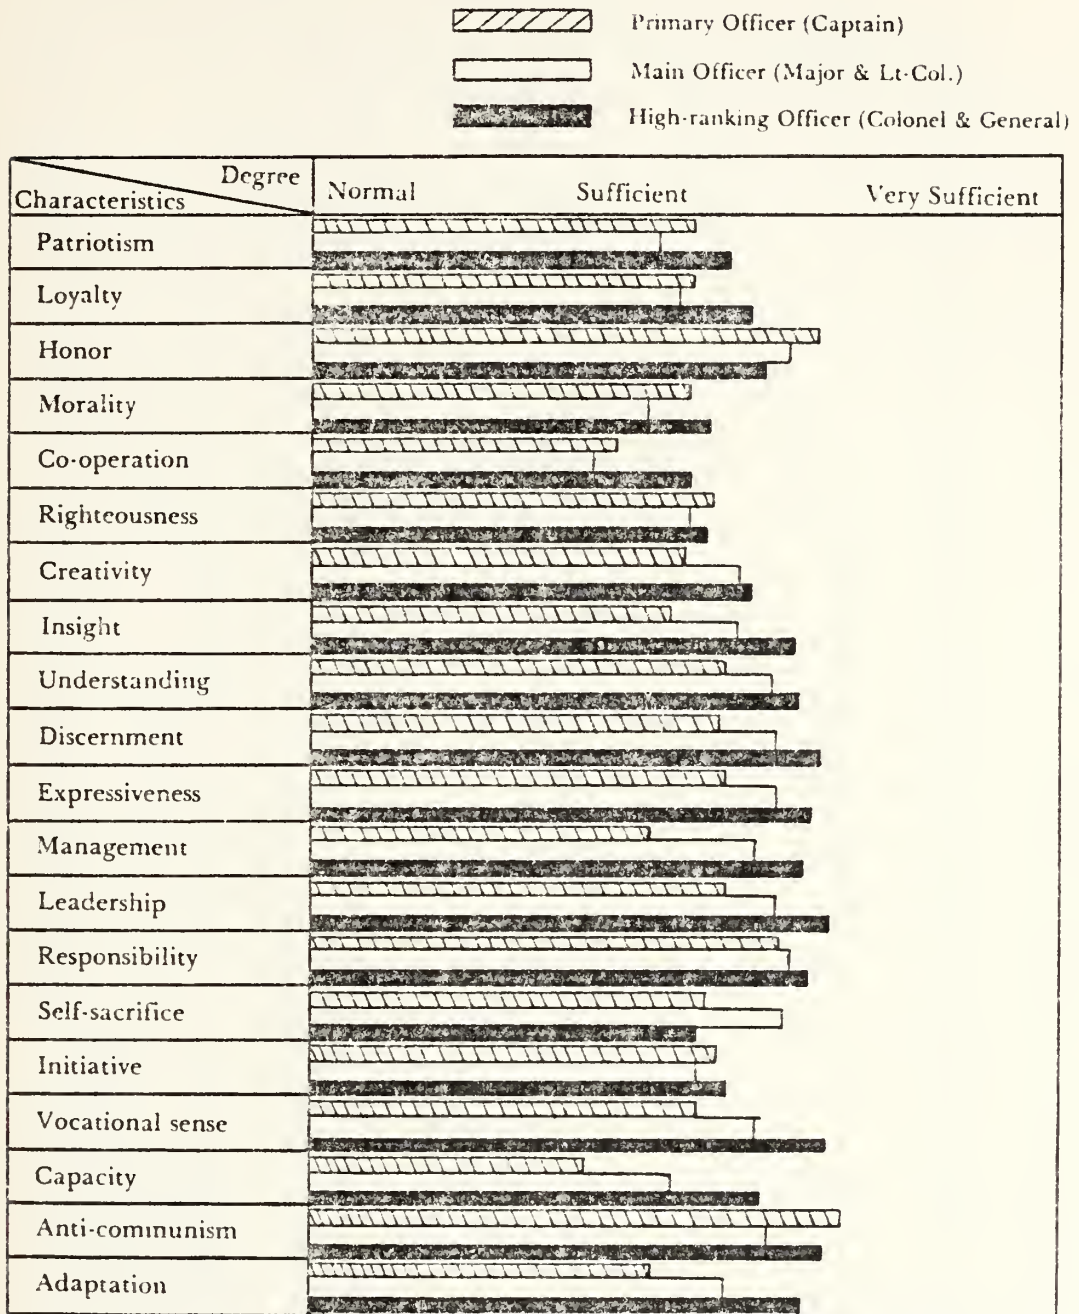 Primary Officer (Captain)
Main Officer (Major & Lt-Col.)
High-ranking Officer (Colonel & General)
Degree
Characteristics
Normal Sufficient Very Sufficient
Patriotism
Loyalty
Honor
Morality
Co-operation
Righteousness
Creativity
Insight
Understanding
Discernment
Expressiveness
Management
Leadership
Responsibility
Self-sacrifice
Initiative
Vocational sense
Capacity
Anti-communism
Adaptation